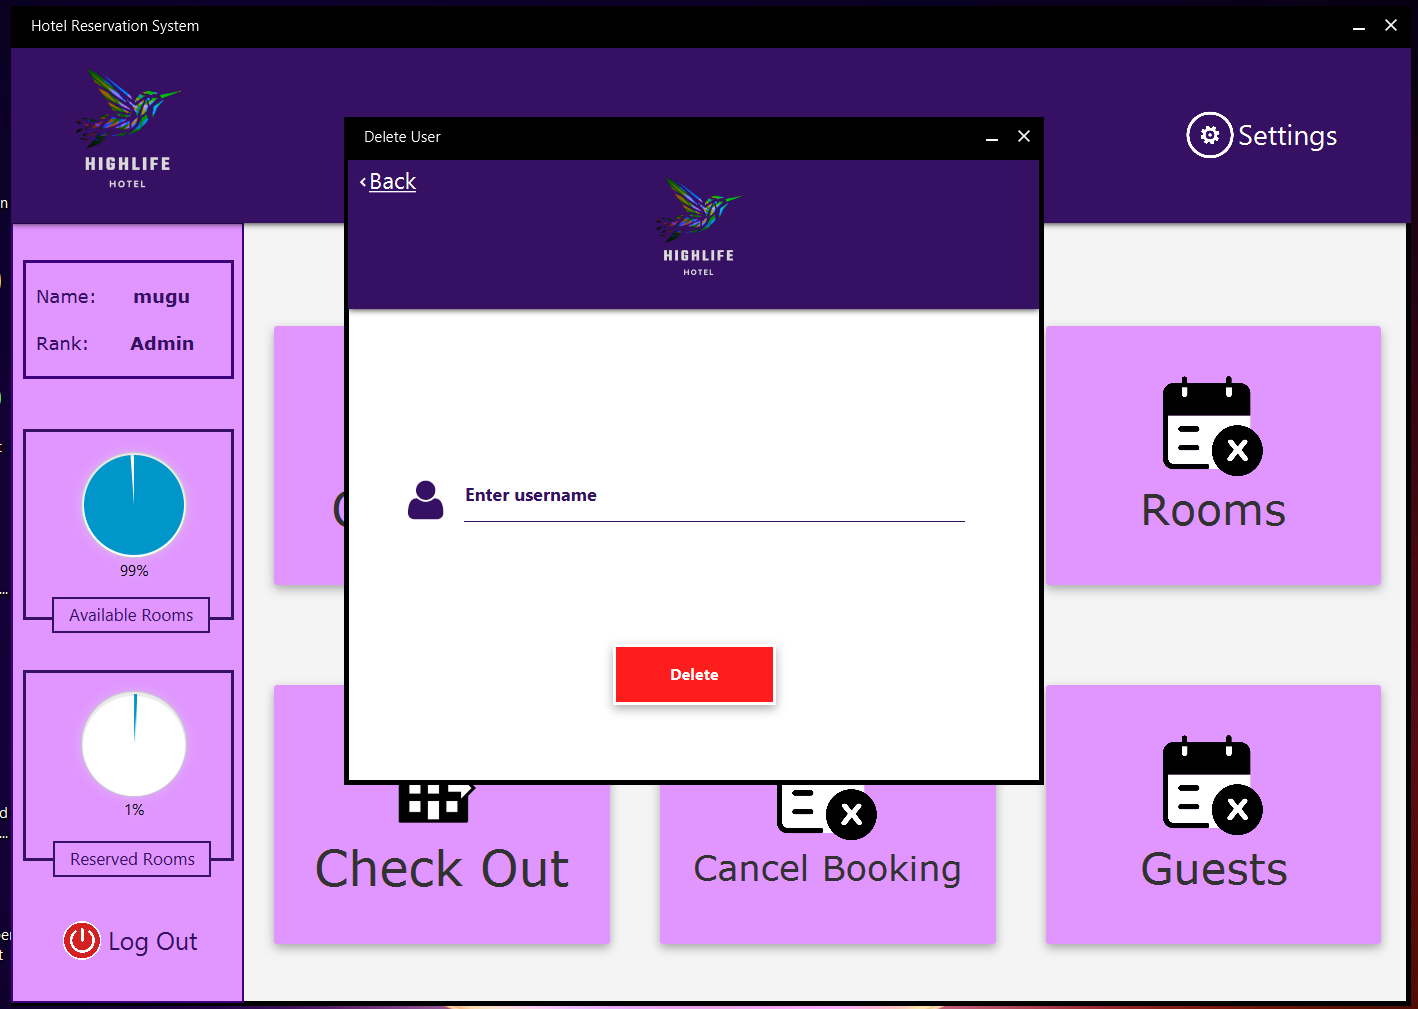 Hotel Reservation System
HIGHLIFE
HOTEL
Settings
Delete User
‹Back
HIGHLIFE
HOTEL
Name: mugu
Rank: Admin
99%
Available Rooms
1%
Reserved Rooms
Log Out
Enter username
Delete
Rooms
Check Out
Cancel Booking
Guests